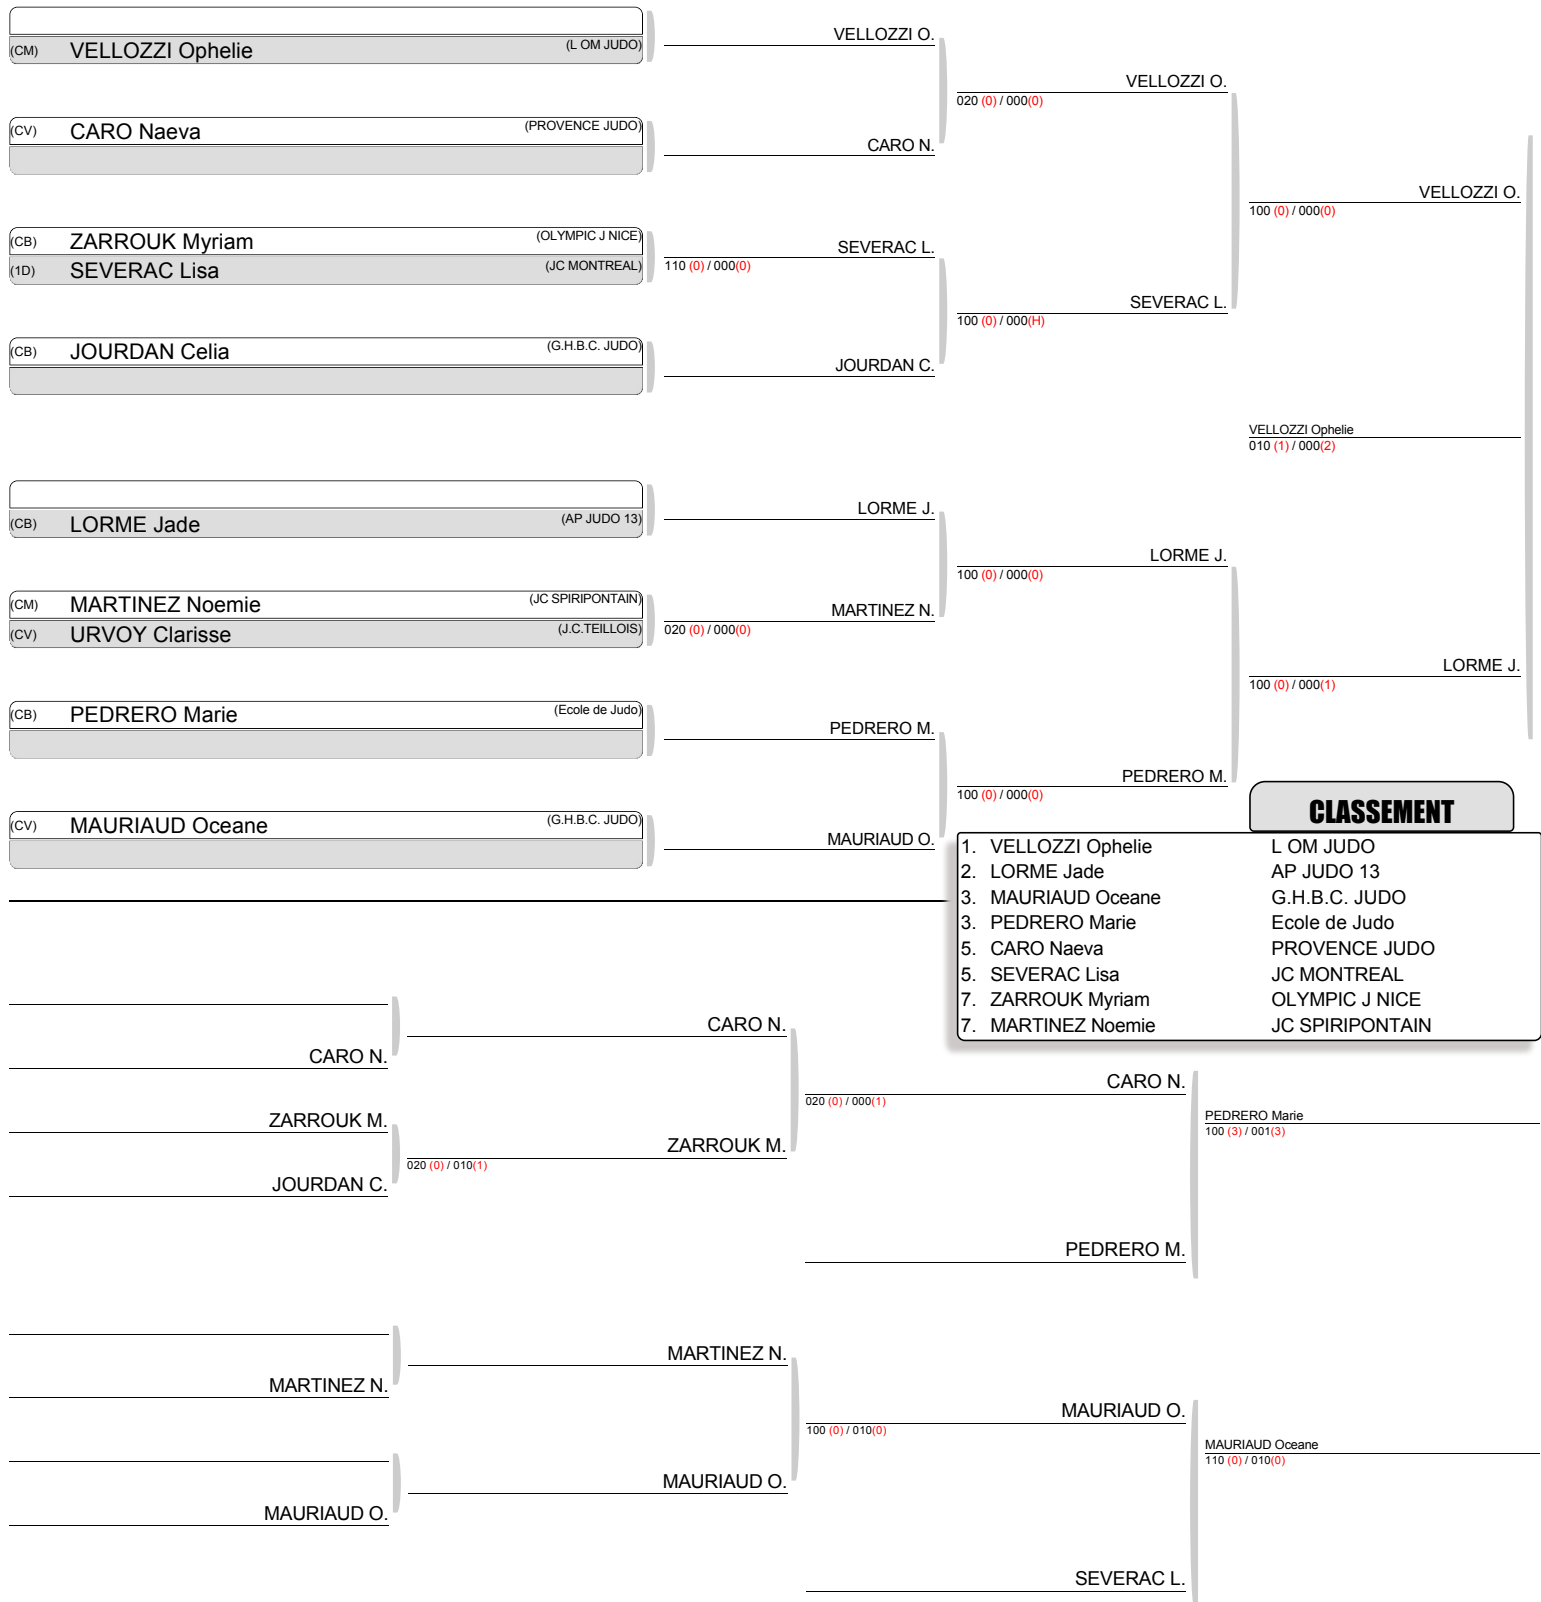 VELLOZZI O.
(CM) VELLOZZI Ophelie (L OM JUDO)
VELLOZZI O.
020 (0) / 000(0)
(CV) CARO Naeva (PROVENCE JUDO)
CARO N.
VELLOZZI O.
100 (0) / 000(0)
(CB) ZARROUK Myriam (OLYMPIC J NICE)
SEVERAC L.
(1D) SEVERAC Lisa (JC MONTREAL)
110 (0) / 000(0)
SEVERAC L.
100 (0) / 000(H)
(CB) JOURDAN Celia (G.H.B.C. JUDO)
JOURDAN C.
VELLOZZI Ophelie
010 (1) / 000(2)
LORME J.
(CB) LORME Jade (AP JUDO 13)
LORME J.
100 (0) / 000(0)
(CM) MARTINEZ Noemie (JC SPIRIPONTAIN)
MARTINEZ N.
(CV) URVOY Clarisse (J.C.TEILLOIS)
020 (0) / 000(0)
LORME J.
100 (0) / 000(1)
(CB) PEDRERO Marie (Ecole de Judo)
PEDRERO M.
PEDRERO M.
100 (0) / 000(0)
(CV) MAURIAUD Oceane (G.H.B.C. JUDO)
MAURIAUD O.
CLASSEMENT
1. VELLOZZI Ophelie L OM JUDO
2. LORME Jade AP JUDO 13
3. MAURIAUD Oceane G.H.B.C. JUDO
3. PEDRERO Marie Ecole de Judo
5. CARO Naeva PROVENCE JUDO
5. SEVERAC Lisa JC MONTREAL
7. ZARROUK Myriam OLYMPIC J NICE
7. MARTINEZ Noemie JC SPIRIPONTAIN
CARO N.
CARO N.
CARO N.
020 (0) / 000(1)
ZARROUK M.
PEDRERO Marie
100 (3) / 001(3)
ZARROUK M.
020 (0) / 010(1)
JOURDAN C.
PEDRERO M.
MARTINEZ N.
MARTINEZ N.
MAURIAUD O.
100 (0) / 010(0)
MAURIAUD Oceane
110 (0) / 010(0)
MAURIAUD O.
MAURIAUD O.
SEVERAC L.